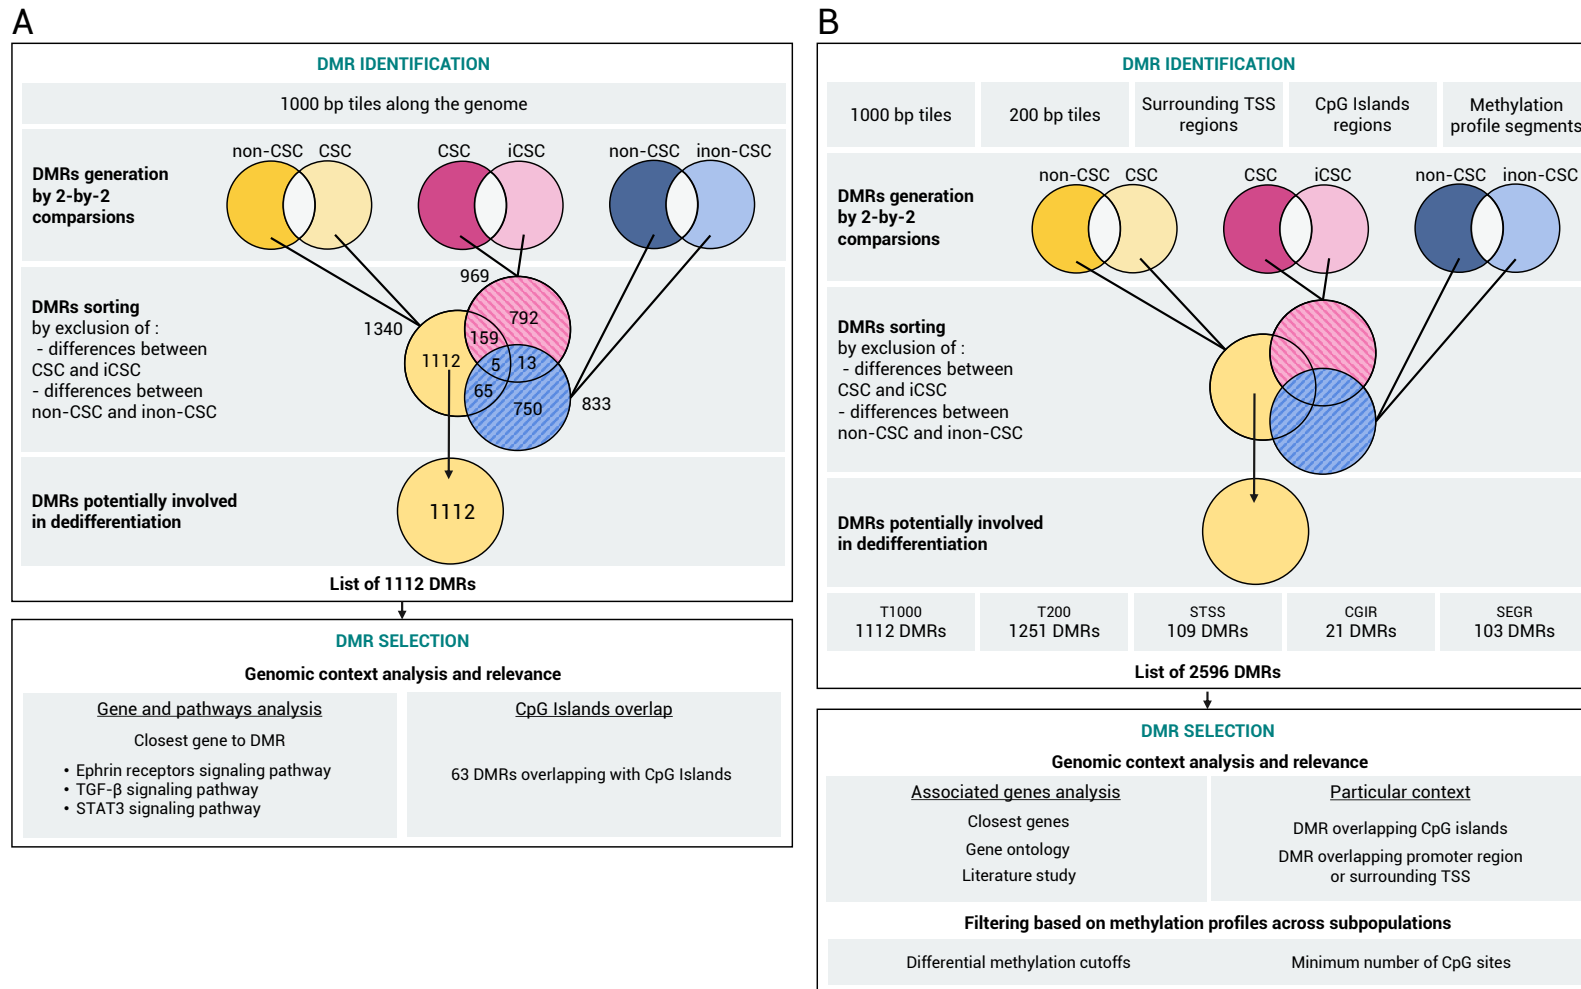 A
DMR IDENTIFICATION
1000 bp tiles along the genome
DMRs generation
by 2-by-2
comparsions
non-CSC
CSC
CSC
iCSC
non-CSC
inon-CSC
DMRs sorting
by exclusion of :
- differences between
CSC and iCSC
- differences between
non-CSC and inon-CSC
969
1340
792
159
1112
5
13
65
750
833
DMRs potentially involved
in dedifferentiation
1112
List of 1112 DMRs
DMR SELECTION
Genomic context analysis and relevance
Gene and pathways analysis
Closest gene to DMR
• Ephrin receptors signaling pathway
• TGF-β signaling pathway
• STAT3 signaling pathway
CpG Islands overlap
63 DMRs overlapping with CpG Islands
B
DMR IDENTIFICATION
1000 bp tiles
200 bp tiles
Surrounding TSS
regions
CpG Islands
regions
Methylation
profile segments
DMRs generation
by 2-by-2
comparsions
non-CSC
CSC
CSC
iCSC
non-CSC
inon-CSC
DMRs sorting
by exclusion of :
- differences between
CSC and iCSC
- differences between
non-CSC and inon-CSC
DMRs potentially involved
in dedifferentiation
T1000
1112 DMRs
T200
1251 DMRs
STSS
109 DMRs
CGIR
21 DMRs
SEGR
103 DMRs
List of 2596 DMRs
DMR SELECTION
Genomic context analysis and relevance
Associated genes analysis
Closest genes
Gene ontology
Literature study
Particular context
DMR overlapping CpG islands
DMR overlapping promoter region
or surrounding TSS
Filtering based on methylation profiles across subpopulations
Differential methylation cutoffs
Minimum number of CpG sites